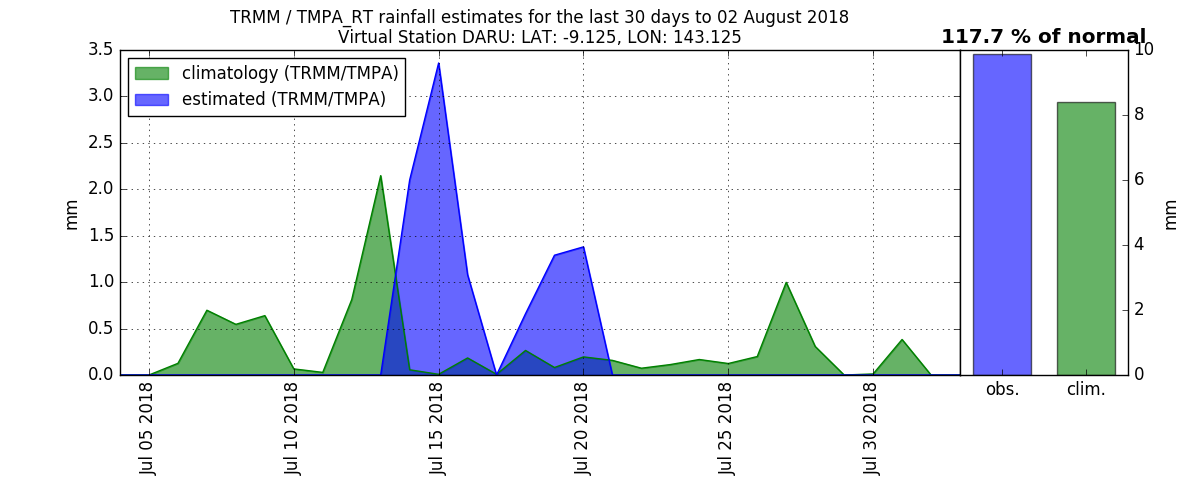 TRMM / TMPA_RT rainfall estimates for the last 30 days to 02 August 2018
Virtual Station DARU: LAT: -9.125, LON: 143.125
117.7 % of normal
climatology (TRMM/TMPA)
estimated (TRMM/TMPA)
mm
3.5
3.0
2.5
2.0
1.5
1.0
0.5
0.0
Jul 05 2018
Jul 10 2018
Jul 15 2018
Jul 20 2018
Jul 25 2018
Jul 30 2018
10
8
6
4
2
0
mm
obs.
clim.